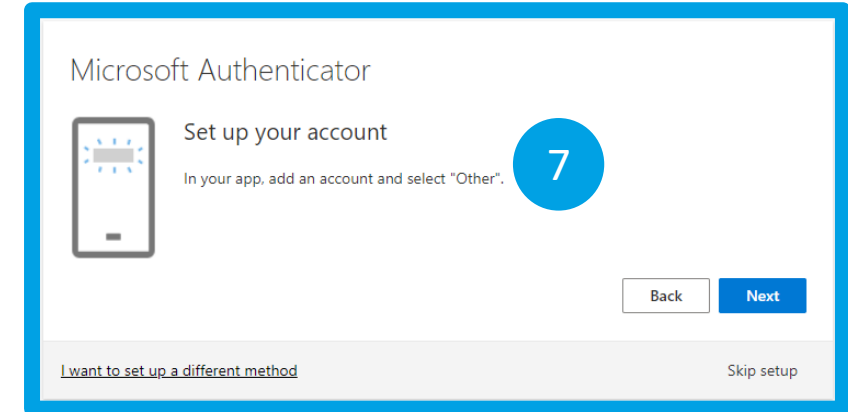 Microsoft Authenticator
Set up your account
In your app, add an account and select "Other".
7
Back
Next
I want to set up a different method
Skip setup